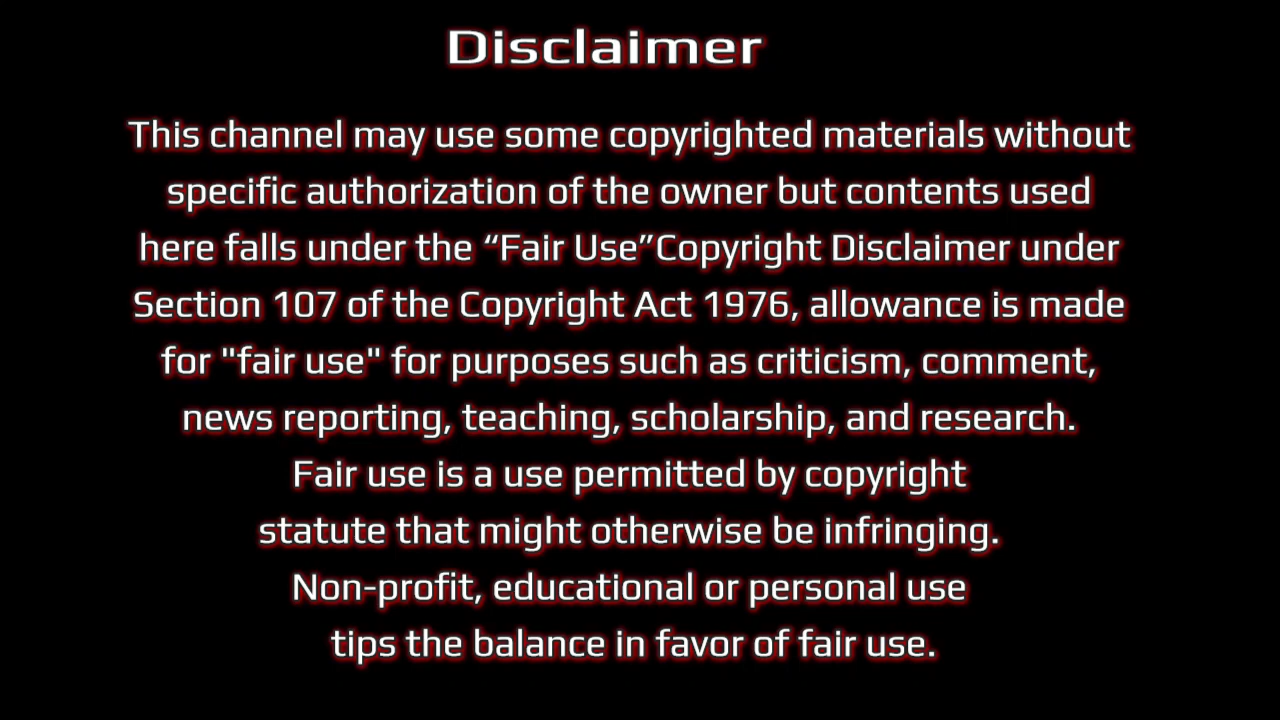 Disclaimer
This channel may use some copyrighted materials without
specific authorization of the owner but contents used
here falls under the “Fair Use”Copyright Disclaimer under
Section 107 of the Copyright Act 1976, allowance is made
for "fair use" for purposes such as criticism, comment,
news reporting, teaching, scholarship, and research.
Fair use is a use permitted by copyright
statute that might otherwise be infringing.
Non-profit, educational or personal use
tips the balance in favor of fair use.